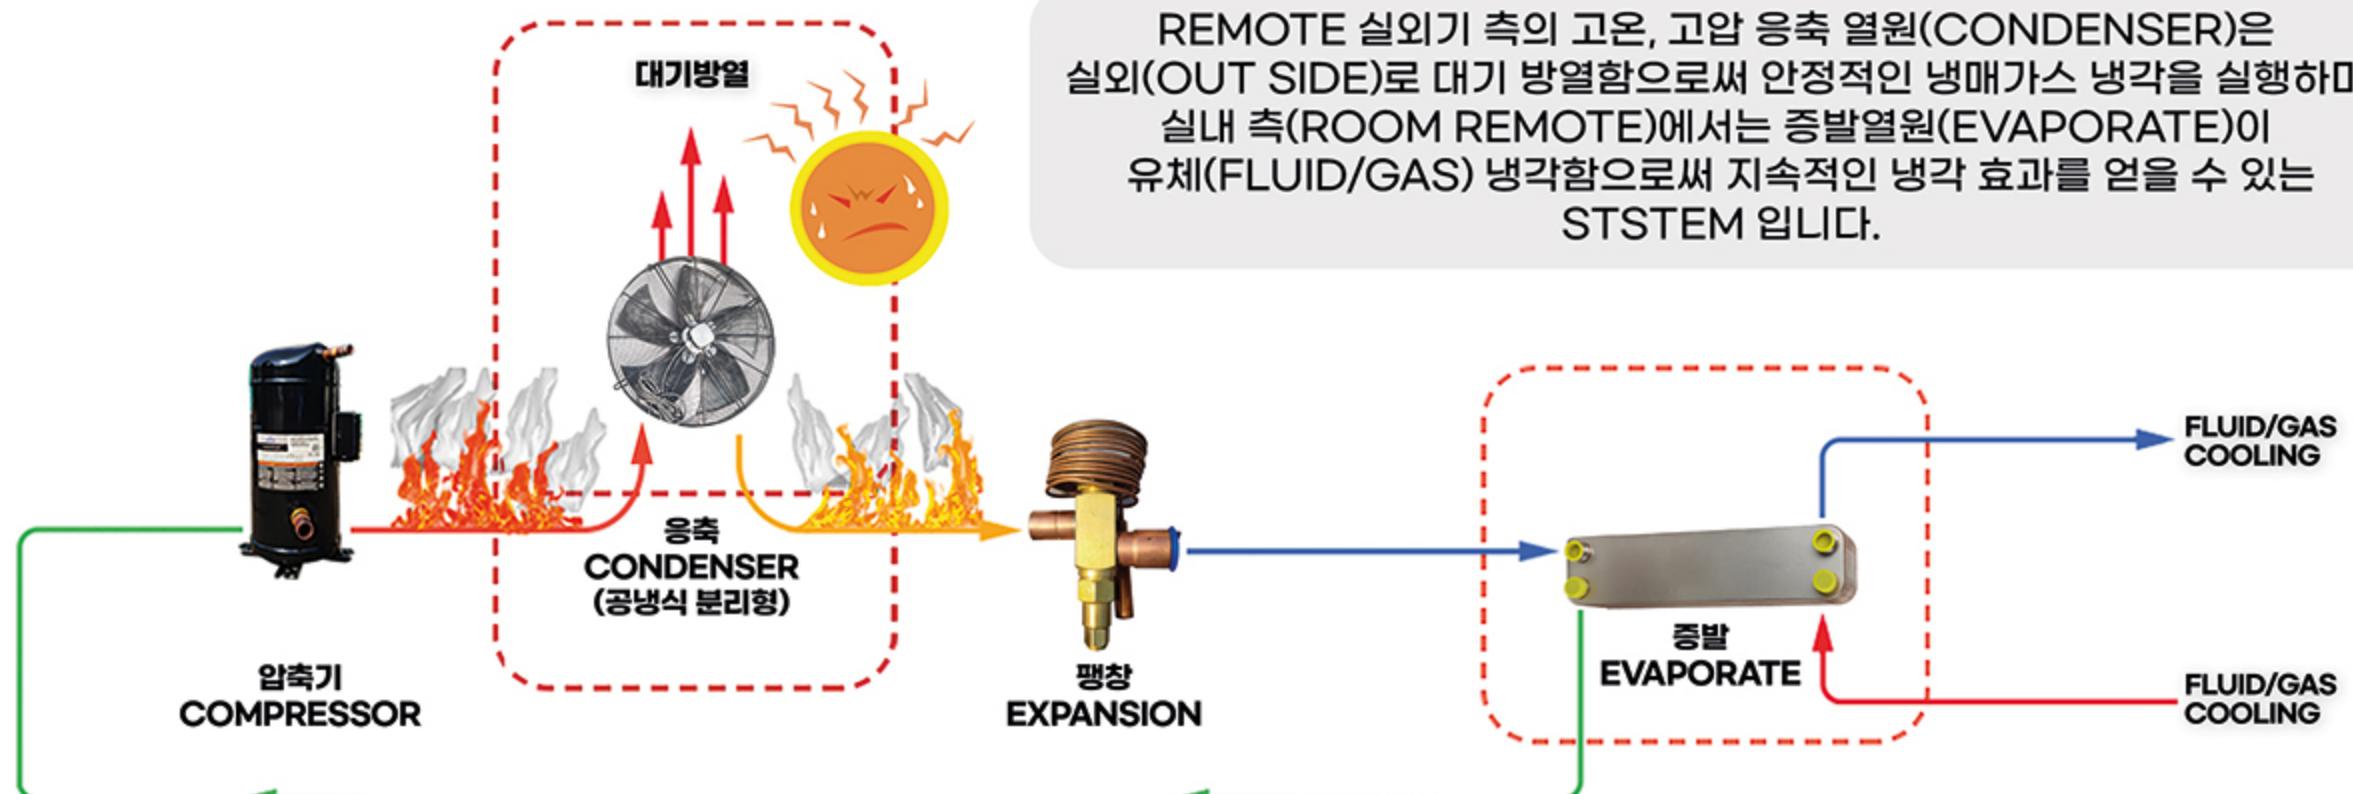 REMOTE 실외기 측의 고온, 고압 응축 열원(CONDENSER)은
실외(OUT SIDE)로 대기 방열함으로써 안정적인 냉매가스 냉각을 실행하며
실내 측(ROOM REMOTE)에서는 증발열원(EVAPORATE)이
유체(FLUID/GAS) 냉각함으로써 지속적인 냉각 효과를 얻을 수 있는
STSTEM 입니다.
대기방열
응축
CONDENSER
(공냉식 분리형)
압축기
COMPRESSOR
팽창
EXPANSION
증발
EVAPORATE
FLUID/GAS
COOLING
FLUID/GAS
COOLING